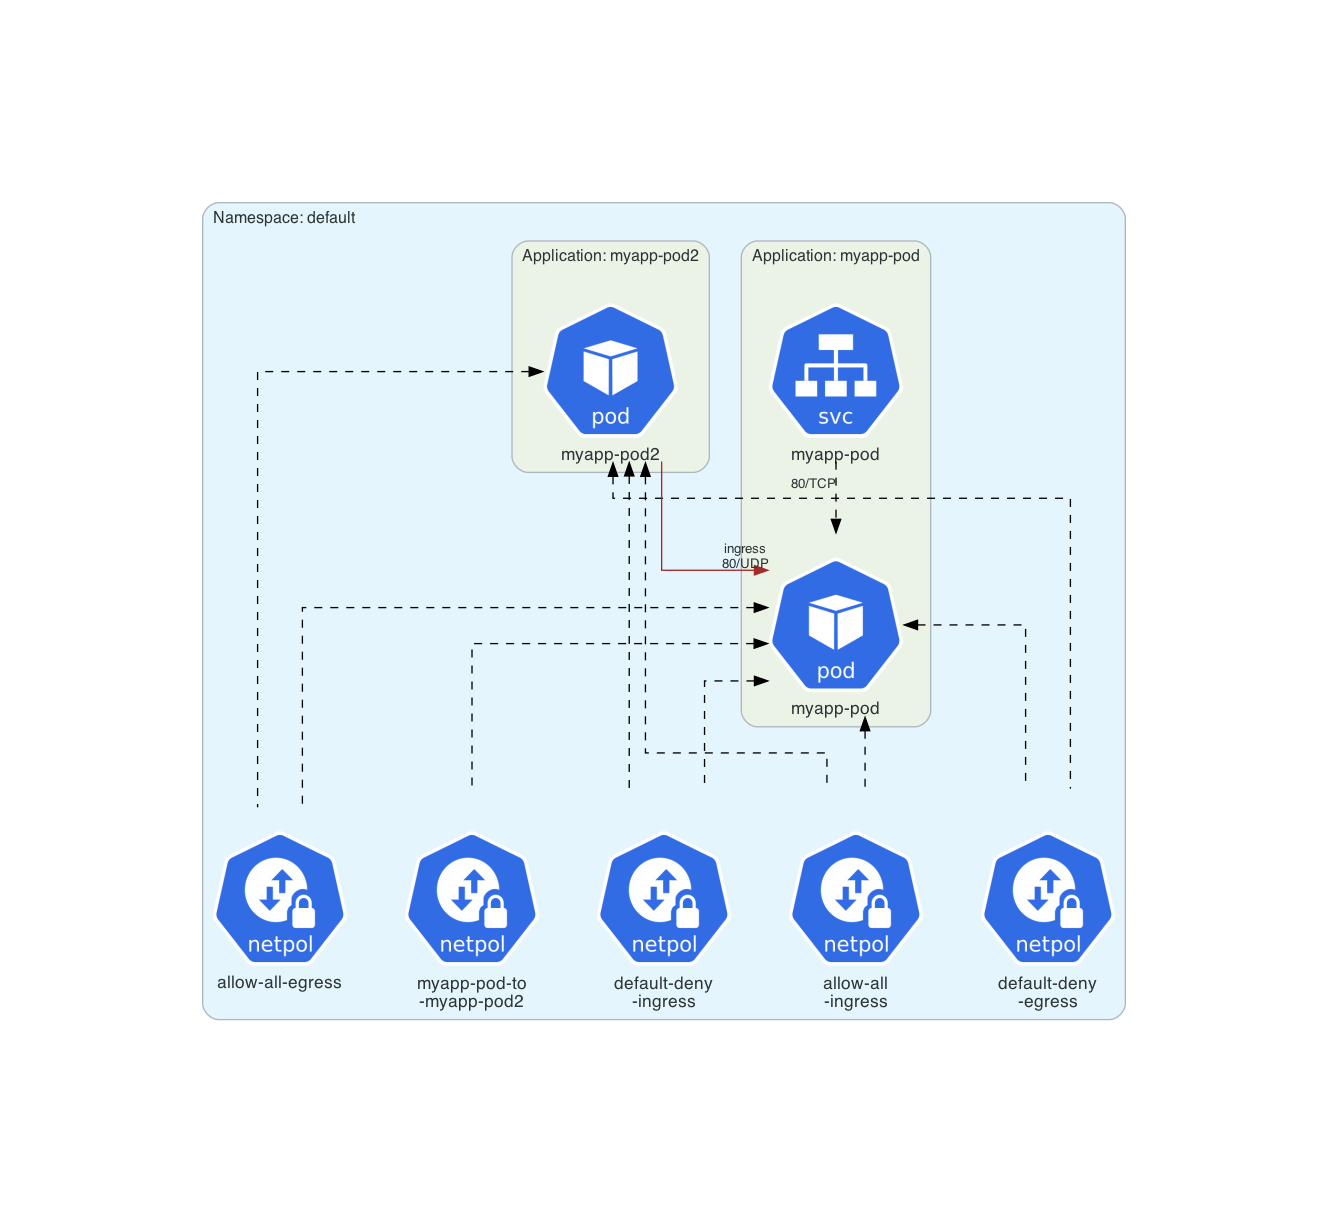 Namespace: default
Application: myapp-pod2
Application: myapp-pod
pod
svc
myapp-pod2
myapp-pod
80/TCP
ingress
80/UDP
pod
myapp-pod
netpol
netpol
netpol
netpol
netpol
allow-all-egress
myapp-pod-to
-myapp-pod2
default-deny
-ingress
allow-all
-ingress
default-deny
-egress